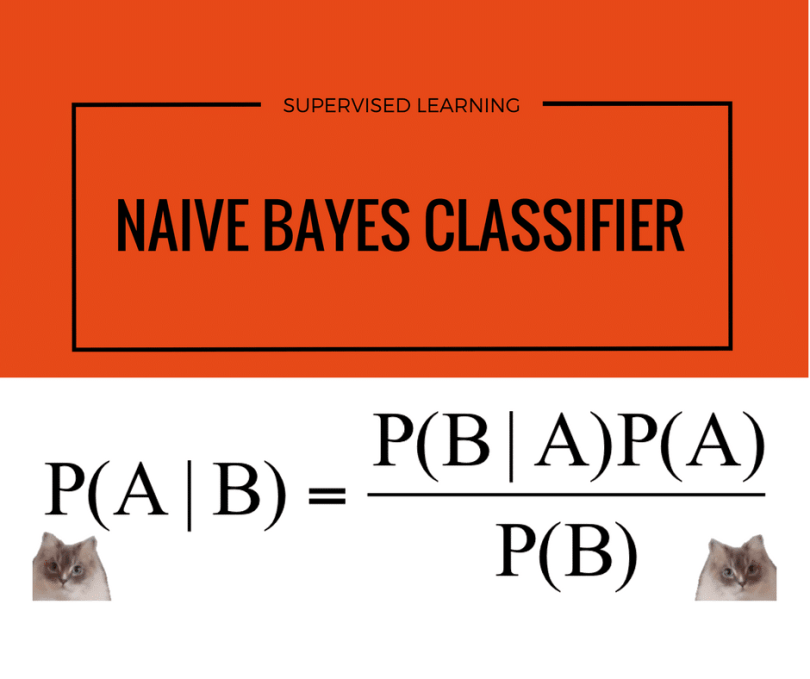 SUPERVISED LEARNING
NAIVE BAYES CLASSIFIER
P(A | B) = P(B | A)P(A)
P(B)